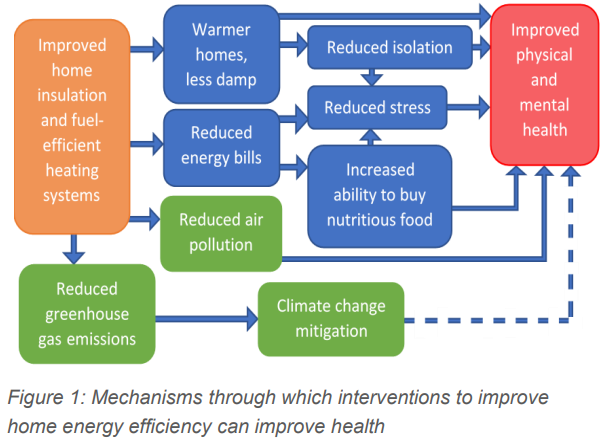 Improved
home
insulation
and fuel-
efficient
heating
systems
Warmer
homes,
less damp
Reduced isolation
Improved
physical
and
mental
health
Reduced stress
Reduced
energy bills
Increased
ability to buy
nutritious food
Reduced air
pollution
Reduced
greenhouse
gas emissions
Climate change
mitigation
Figure 1: Mechanisms through which interventions to improve
home energy efficiency can improve health